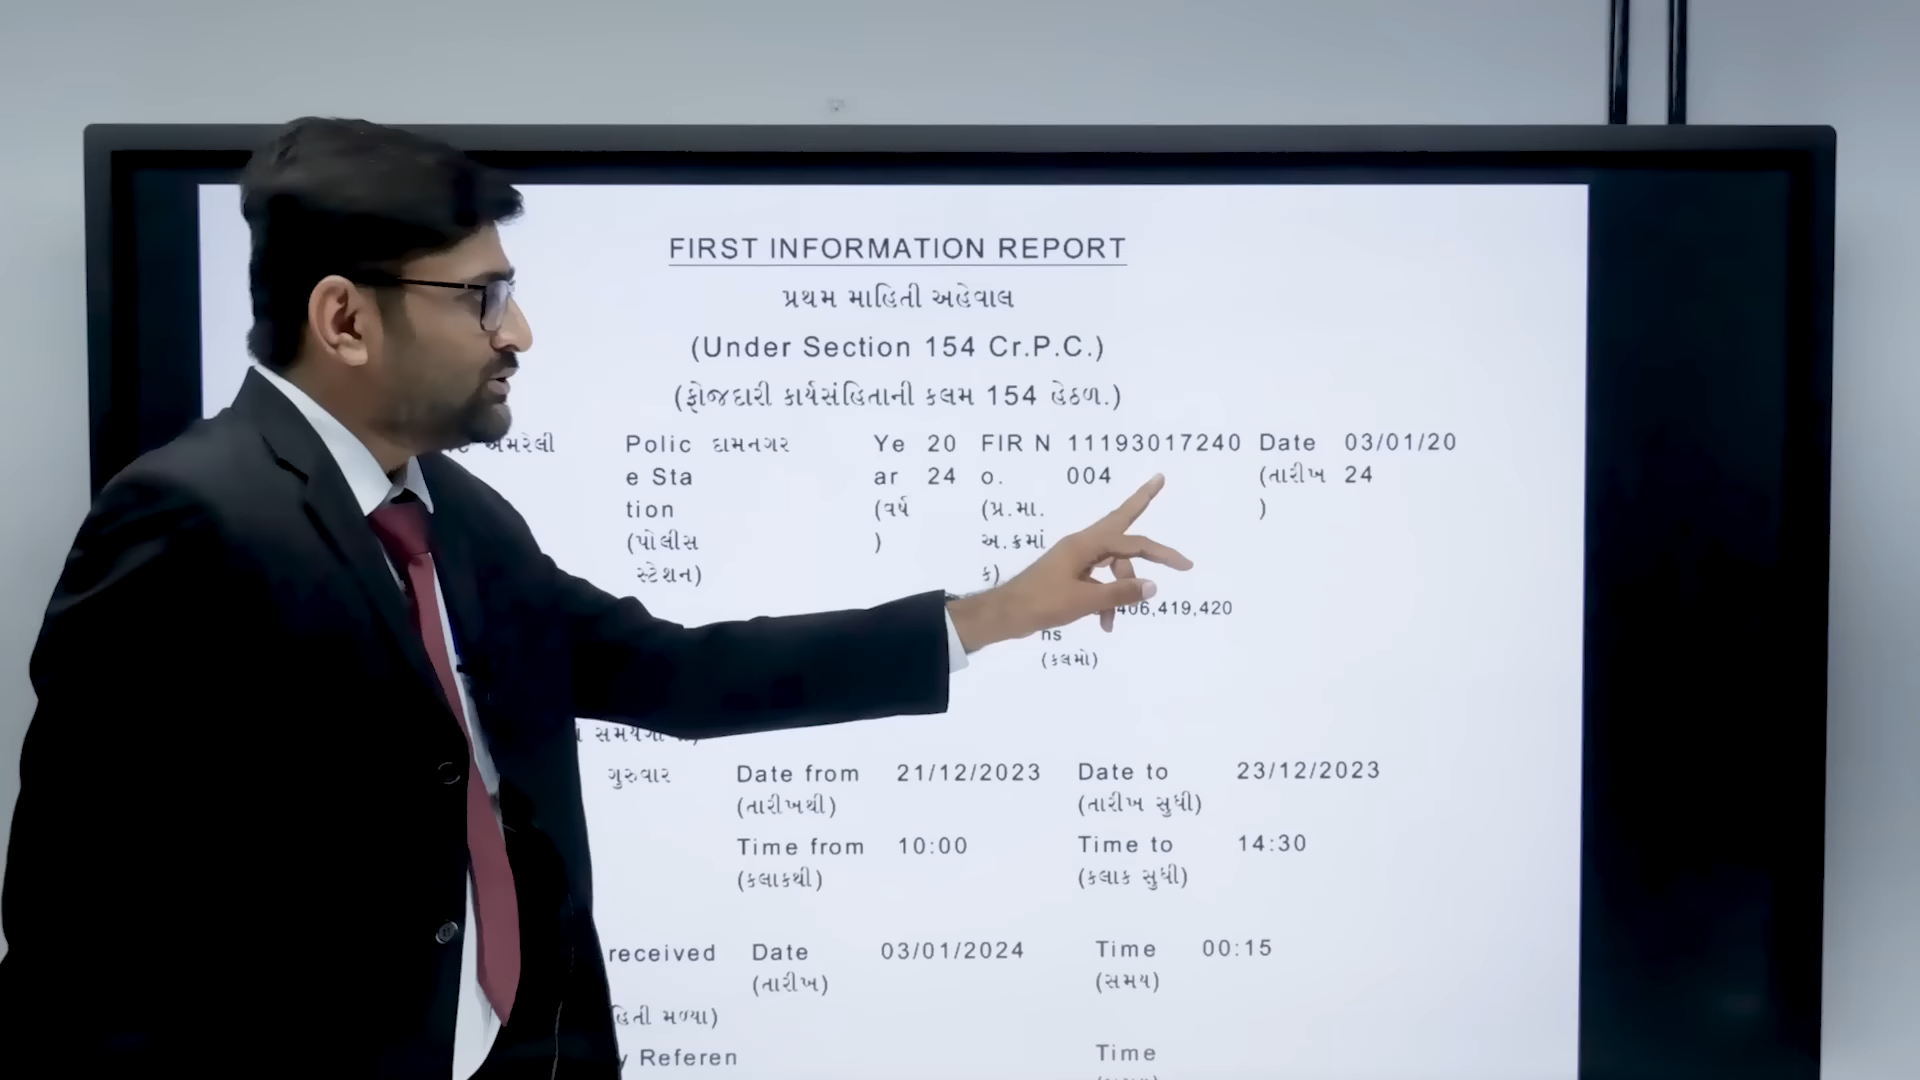 FIRST INFORMATION REPORT
પ્રથમ માહિતી અહેવાલ
(Under Section 154 Cr.P.C.)
(ફોજદારી કાર્યસંહિતાની કલમ 154 હેઠળ.)
અમરેલી Polic દામનગર Ye 20 FIR N 11193017240 Date 03/01/20
e Sta ar 24 o. 004 (તારીખ 24
tion (વર્ષ (પ્ર.મા. )
(પોલીસ ) અ.ક્રમાં
સ્ટેશન) ક)
406,419,420
ns
(કલમો)
ગુરુવાર Date from 21/12/2023 Date to 23/12/2023
(તારીખથી) (તારીખ સુધી)
Time from 10:00 Time to 14:30
(કલાકથી) (કલાક સુધી)
received Date 03/01/2024 Time 00:15
(તારીખ) (સમય)
મળ્યા)
y Referen Time